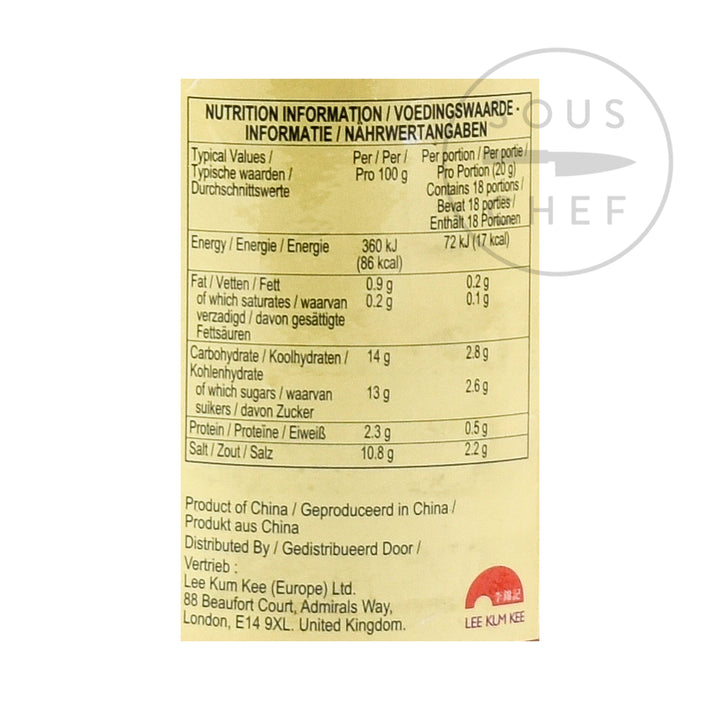 NUTRITION INFORMATION / VOEDINGSWAARDE-
INFORMATIE / NÄHRWERTANGABEN
Typical Values /
Typische waarden /
Durchschnittswerte
Per / Per /
Pro 100 g
Per portion / Per portie /
Pro Portion (20 g)
Contains 18 portions /
Bevat 18 porties /
Enthält 18 Portionen
Energy / Energie / Energie 360 kJ 72 kJ (17 kcal)
(86 kcal)
Fat / Vetten / Fett 0.9 g 0.2 g
of which saturates / waarvan 0.2 g 0.1 g
verzadigd / davon gesättigte
Fettsäuren
Carbohydrate / Koolhydraten / 14 g 2.8 g
Kohlenhydrate
of which sugars / waarvan 13 g 2.6 g
suikers / davon Zucker
Protein / Proteïne / Eiweiß 2.3 g 0.5 g
Salt / Zout / Salz 10.8 g 2.2 g
Product of China / Geproduceerd in China /
Produkt aus China
Distributed By / Gedistribueerd Door /
Vertrieb :
Lee Kum Kee (Europe) Ltd.
88 Beaufort Court, Admirals Way,
London, E14 9XL. United Kingdom.
李錦記
LEE KUM KEE
SOUS
CHEF